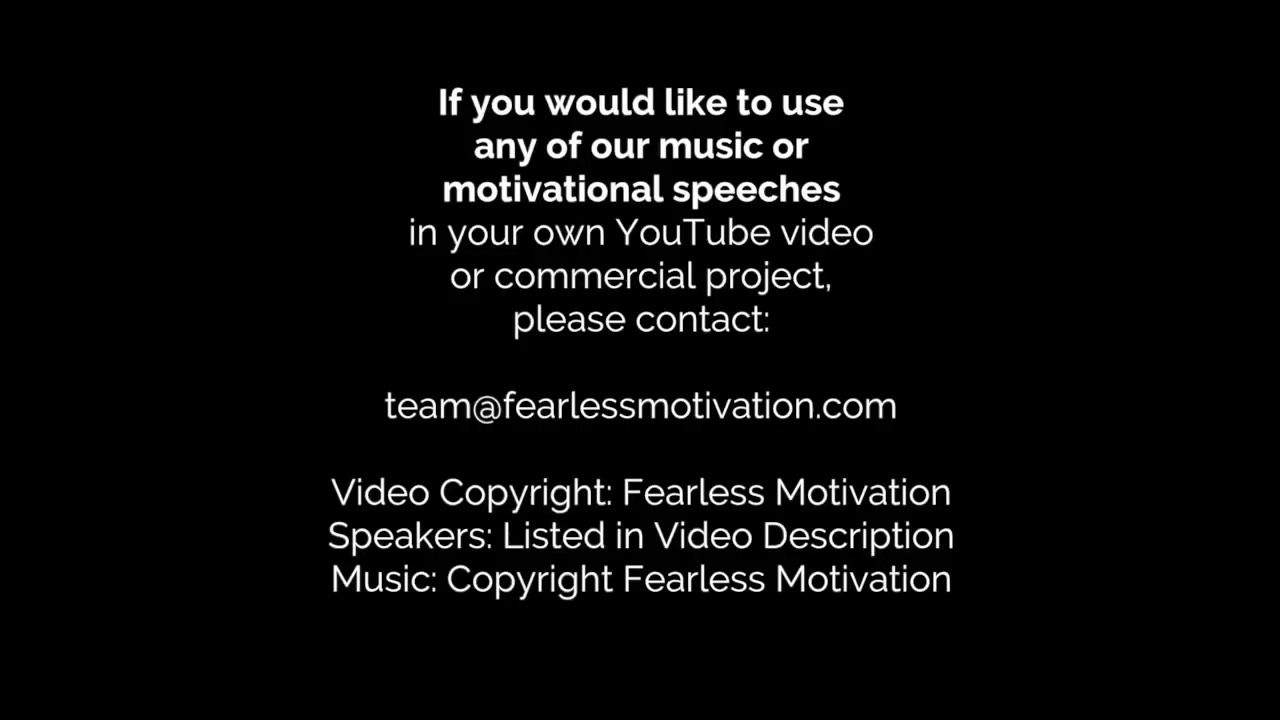 If you would like to use
any of our music or
motivational speeches
in your own YouTube video
or commercial project,
please contact:
team@fearlessmotivation.com
Video Copyright: Fearless Motivation
Speakers: Listed in Video Description
Music: Copyright Fearless Motivation